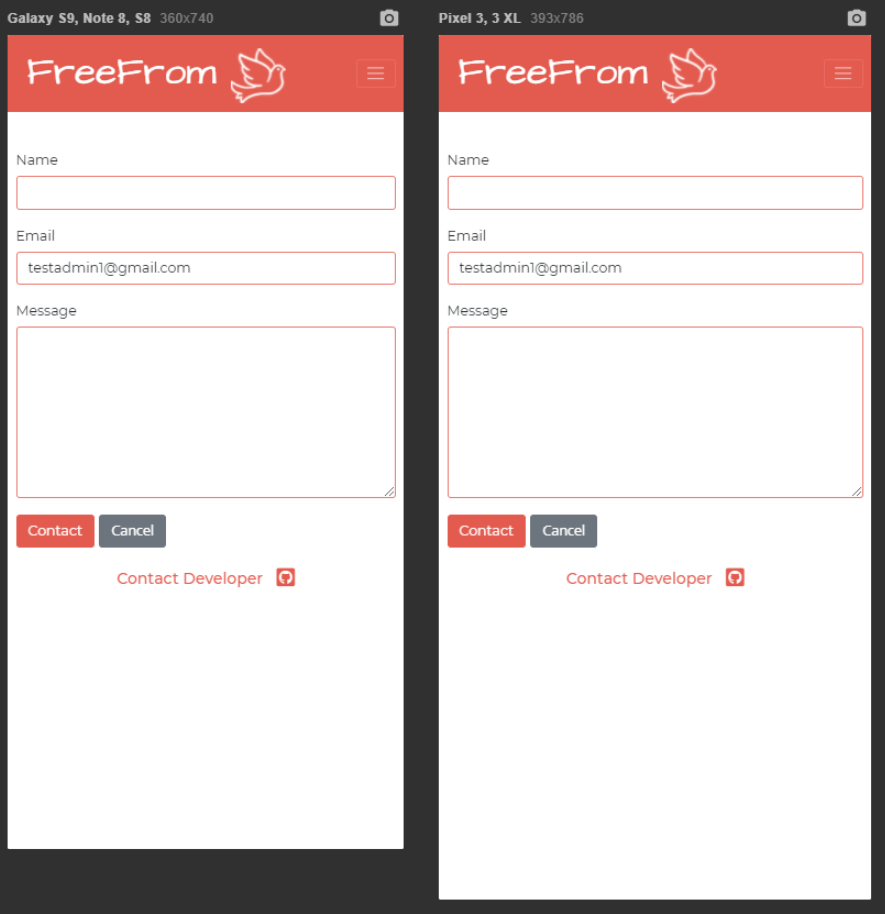 Galaxy S9, Note 8, S8 360x740
FreeFrom
Name
Email
testadmin1@gmail.com
Message
Contact Cancel
Contact Developer
Pixel 3, 3 XL 393x786
FreeFrom
Name
Email
testadmin1@gmail.com
Message
Contact Cancel
Contact Developer